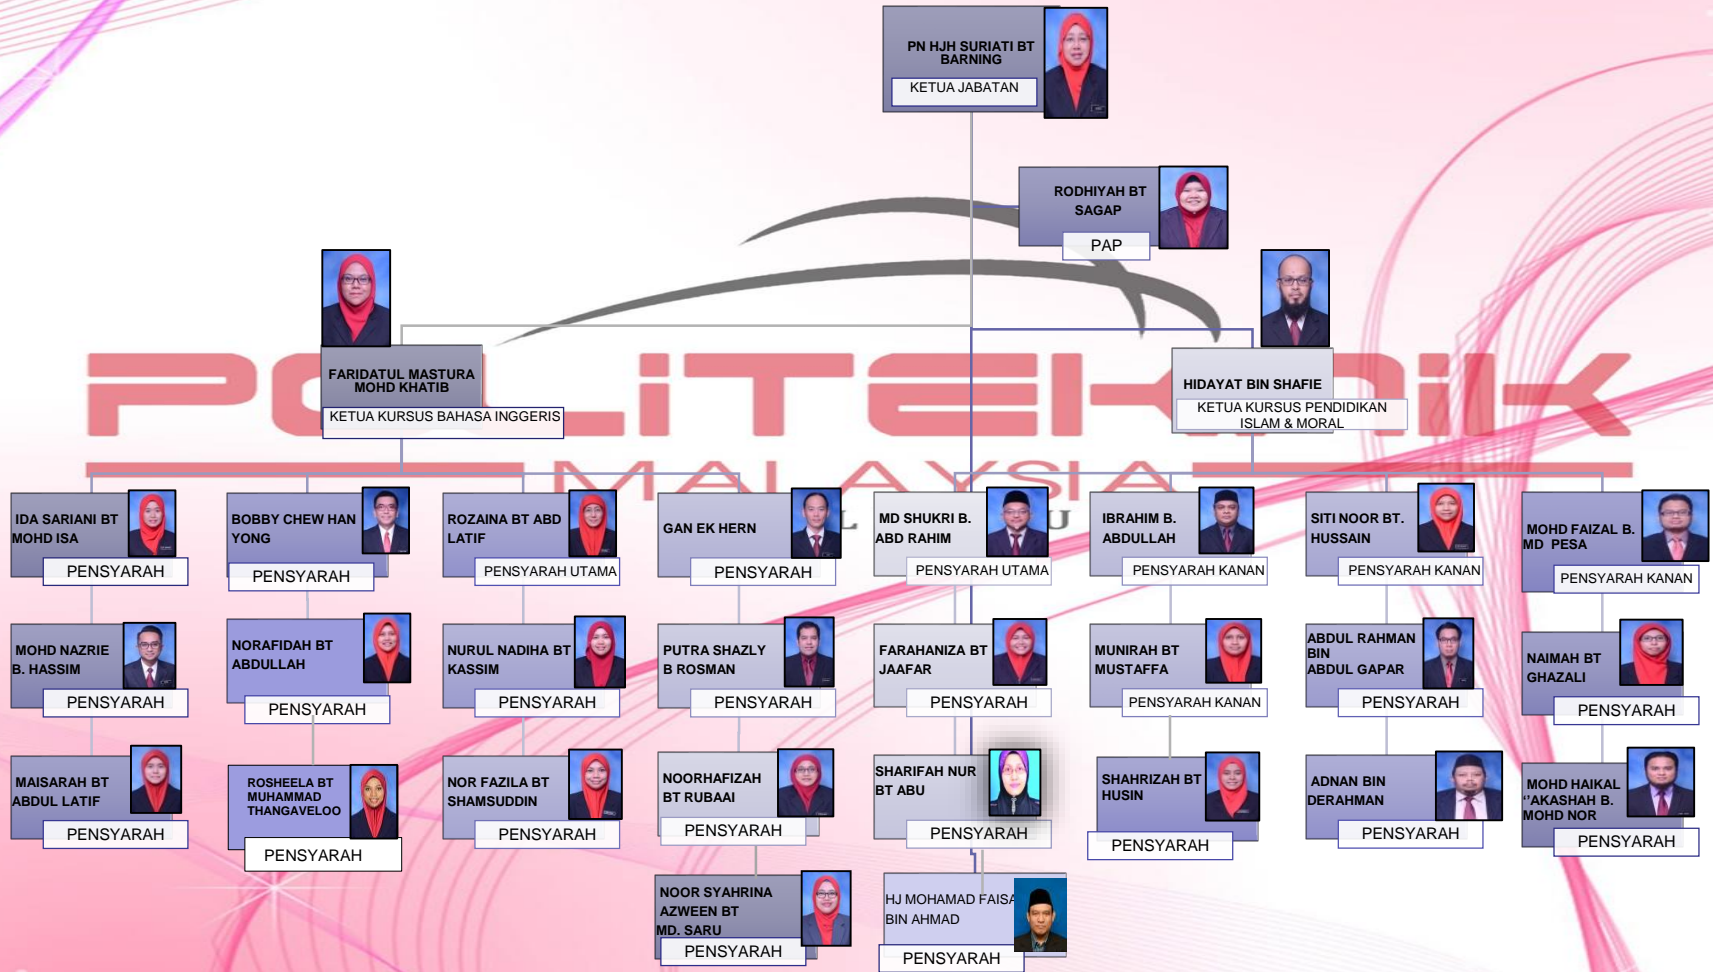 PN HJH SURIATI BT
BARNING
KETUA JABATAN
RODHIYAH BT
SAGAP
PAP
FARIDATUL MASTURA
MOHD KHATIB
KETUA KURSUS BAHASA INGGERIS
HIDAYAT BIN SHAFIE
KETUA KURSUS PENDIDIKAN
ISLAM & MORAL
POLiTEKNiK
MALAYSIA
IDA SARIANI BT
MOHD ISA
PENSYARAH
BOBBY CHEW HAN
YONG
PENSYARAH
ROZAINA BT ABD
LATIF
PENSYARAH UTAMA
GAN EK HERN
PENSYARAH
MD SHUKRI B.
ABD RAHIM
PENSYARAH UTAMA
IBRAHIM B.
ABDULLAH
PENSYARAH KANAN
SITI NOOR BT.
HUSSAIN
PENSYARAH KANAN
MOHD FAIZAL B.
MD PESA
PENSYARAH KANAN
MOHD NAZRIE
B. HASSIM
PENSYARAH
NORAFIDAH BT
ABDULLAH
PENSYARAH
NURUL NADIHA BT
KASSIM
PENSYARAH
PUTRA SHAZLY
B ROSMAN
PENSYARAH
FARAHANIZA BT
JAAFAR
PENSYARAH
MUNIRAH BT
MUSTAFFA
PENSYARAH KANAN
ABDUL RAHMAN
BIN
ABDUL GAPAR
PENSYARAH
NAIMAH BT
GHAZALI
PENSYARAH
MAISARAH BT
ABDUL LATIF
PENSYARAH
ROSHEELA BT
MUHAMMAD
THANGAVELOO
PENSYARAH
NOR FAZILA BT
SHAMSUDDIN
PENSYARAH
NOORHAFIZAH
BT RUBAAI
PENSYARAH
SHARIFAH NUR
BT ABU
PENSYARAH
SHAHRIZAH BT
HUSIN
PENSYARAH
ADNAN BIN
DERAHMAN
PENSYARAH
MOHD HAIKAL
‘’AKASHAH B.
MOHD NOR
PENSYARAH
NOOR SYAHRINA
AZWEEN BT
MD. SARU
PENSYARAH
HJ MOHAMAD FAISA
BIN AHMAD
PENSYARAH